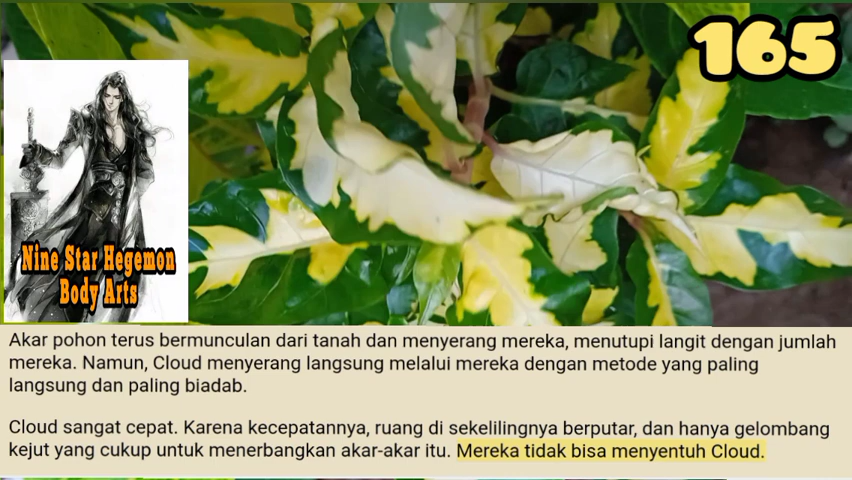 165
Nine Star Hegemon
Body Arts
Akar pohon terus bermunculan dari tanah dan menyerang mereka, menutupi langit dengan jumlah
mereka. Namun, Cloud menyerang langsung melalui mereka dengan metode yang paling
langsung dan paling biadab.
Cloud sangat cepat. Karena kecepatannya, ruang di sekelilingnya berputar, dan hanya gelombang
kejut yang cukup untuk menerbangkan akar-akar itu. Mereka tidak bisa menyentuh Cloud.